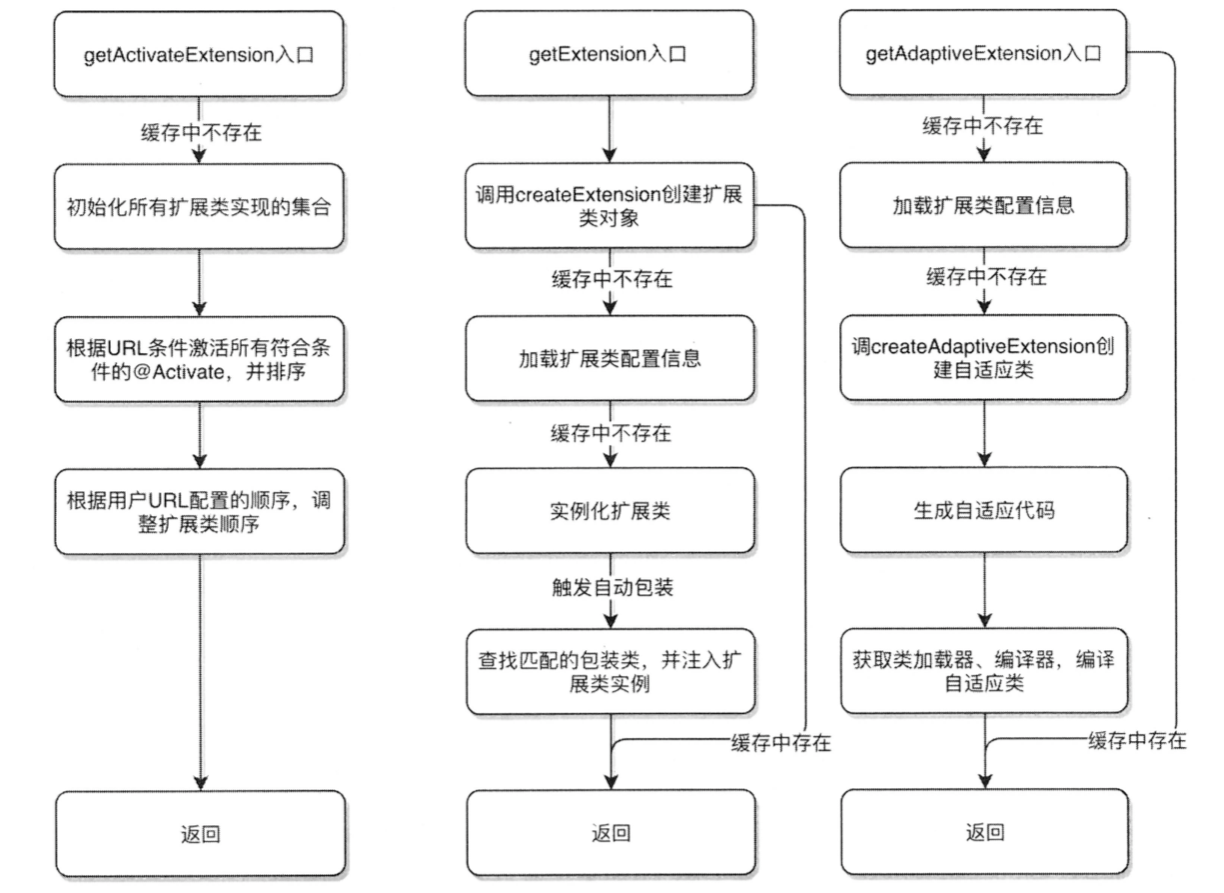 getActivateExtension入口
缓存中不存在
初始化所有扩展类实现的集合
根据URL条件激活所有符合条
件的@Activate，并排序
根据用户URL配置的顺序，调
整扩展类顺序
返回
getExtension入口
调用createExtension创建扩展
类对象
缓存中不存在
加载扩展类配置信息
缓存中不存在
实例化扩展类
触发自动包装
查找匹配的包装类，并注入扩
展类实例
缓存中存在
返回
getAdaptiveExtension入口
缓存中不存在
加载扩展类配置信息
缓存中不存在
调createAdaptiveExtension创
建自适应类
生成自适应代码
获取类加载器、编译器，编译
自适应类
缓存中存在
返回